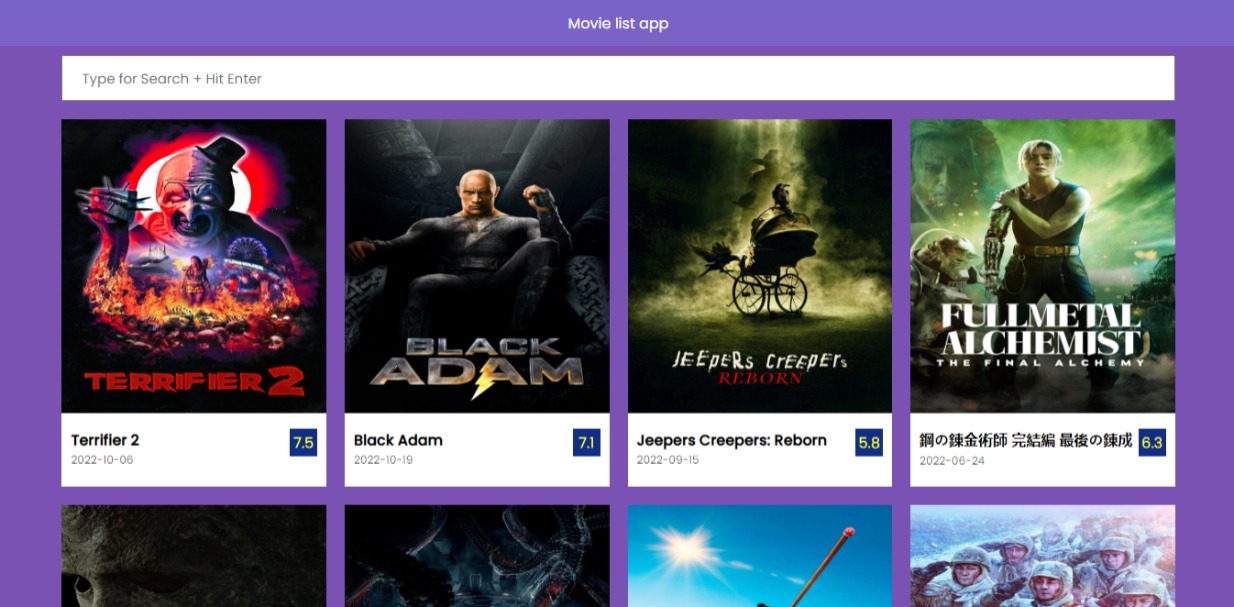 Movie list app
Type for Search + Hit Enter
TERRIFIER 2
BLACK
ADAM
JEEPERS CREEPERS
REBORN
FULLMETAL
ALCHEMIST
THE FINAL ALCHEMY
Terrifier 2
7.5
2022-10-06
Black Adam
7.1
2022-10-19
Jeepers Creepers: Reborn
5.8
2022-09-15
鋼の錬金術師 完結編 最後の錬成
6.3
2022-06-24